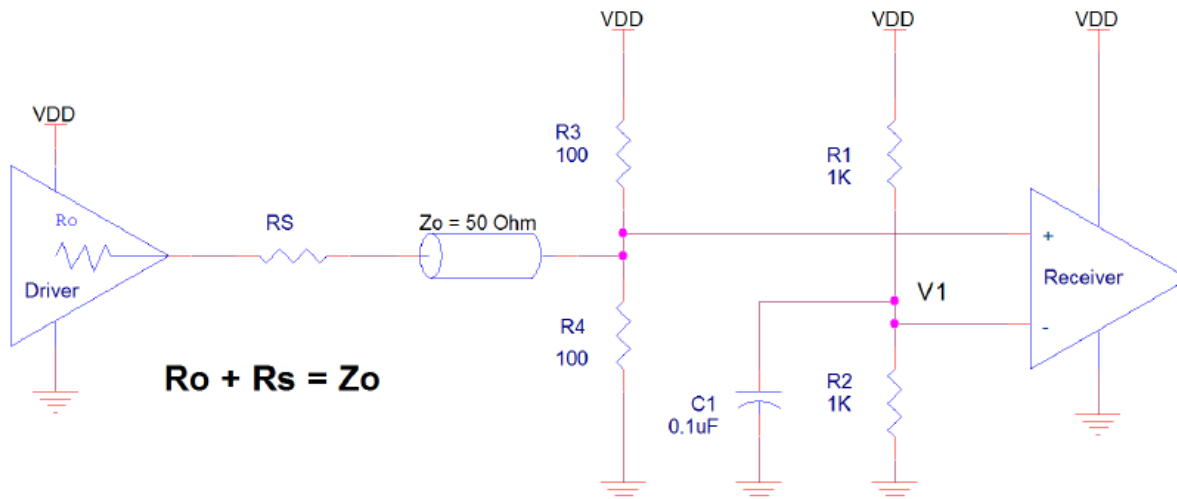 VDD
VDD
VDD
VDD
R3
100
R1
1K
Ro
RS
Zo = 50 Ohm
+
Driver
Receiver
V1
R4
100
-
Ro + Rs = Zo
R2
1K
C1
0.1uF